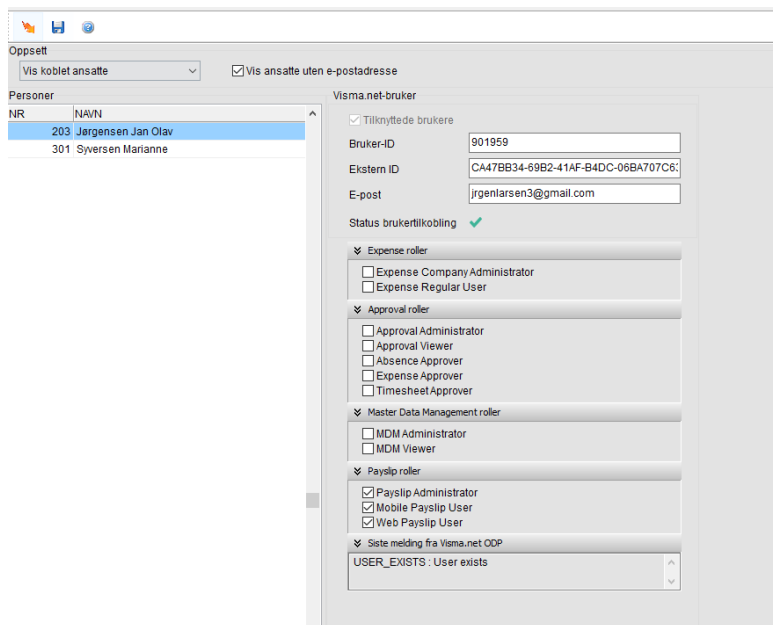 Oppsett
Vis koblet ansatte
Vis ansatte uten e-postadresse
Personer
NR NAVN
203 Jørgensen Jan Olav
301 Syversen Marianne
Visma.net-bruker
Tilknyttede brukere
Bruker-ID 901959
Ekstern ID CA47BB34-69B2-41AF-B4DC-06BA707C6
E-post jrgenlarsen3@gmail.com
Status brukertilkobling
Expense roller
Expense Company Administrator
Expense Regular User
Approval roller
Approval Administrator
Approval Viewer
Absence Approver
Expense Approver
Timesheet Approver
Master Data Management roller
MDM Administrator
MDM Viewer
Payslip roller
Payslip Administrator
Mobile Payslip User
Web Payslip User
Siste melding fra Visma.net ODP
USER_EXISTS : User exists